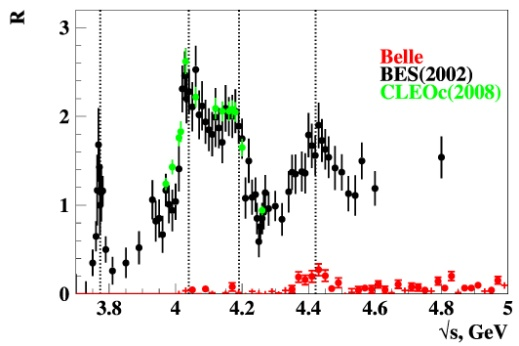 R
3
2
1
0
Belle
BES(2002)
CLEOc(2008)
3.8 4 4.2 4.4 4.6 4.8 5
√s, GeV